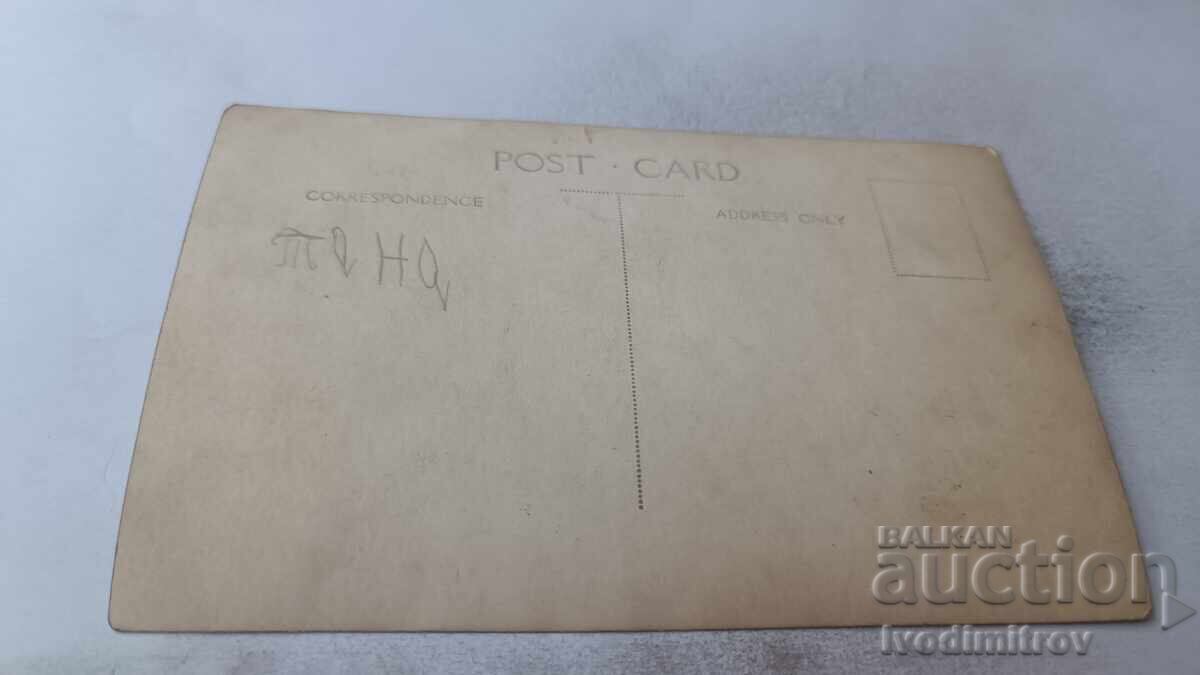 POST · CARD
CORRESPONDENCE
ADDRESS ONLY
BALKAN
auction
Ivodimitrov